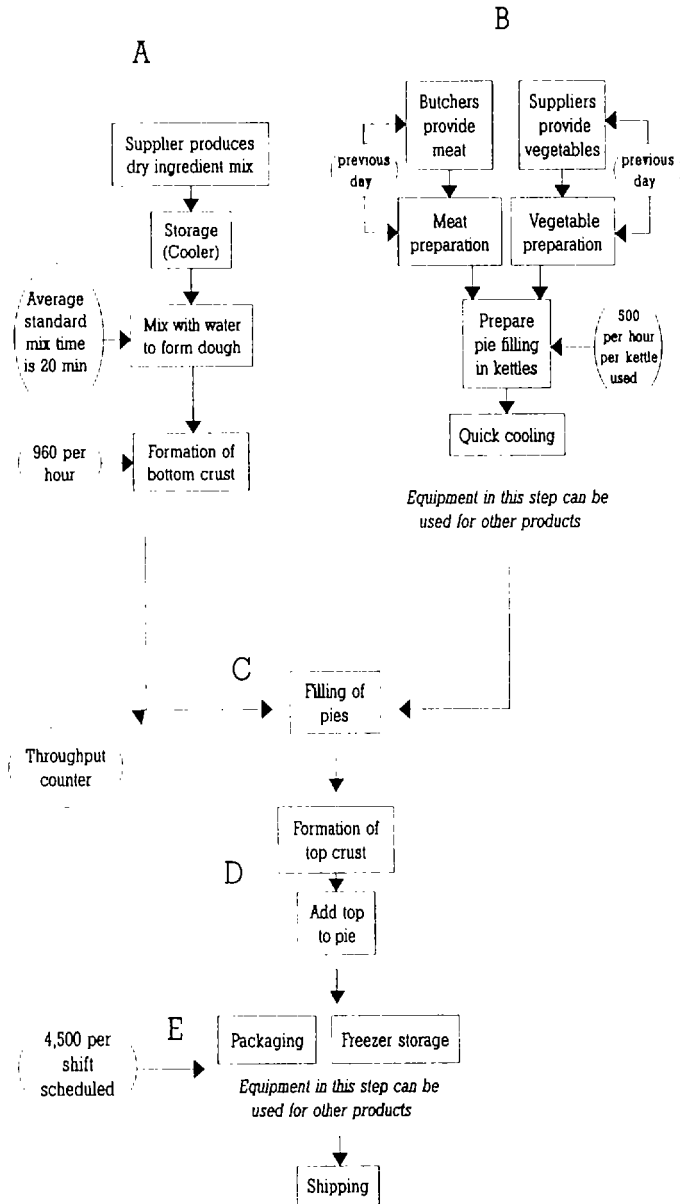 A
B
Supplier produces
dry ingredient mix
Storage
(Cooler)
Average
standard
mix time
is 20 min
Mix with water
to form dough
960 per
hour
Formation of
bottom crust
Butchers
provide
meat
Suppliers
provide
vegetables
previous
day
previous
day
Meat
preparation
Vegetable
preparation
Prepare
pie filling
in kettles
500
per hour
per kettle
used
Quick cooling
Equipment in this step can be
used for other products
C
Filling of
pies
Throughput
counter
Formation of
top crust
D
Add top
to pie
E
4,500 per
shift
scheduled
Packaging
Freezer storage
Equipment in this step can be
used for other products
Shipping